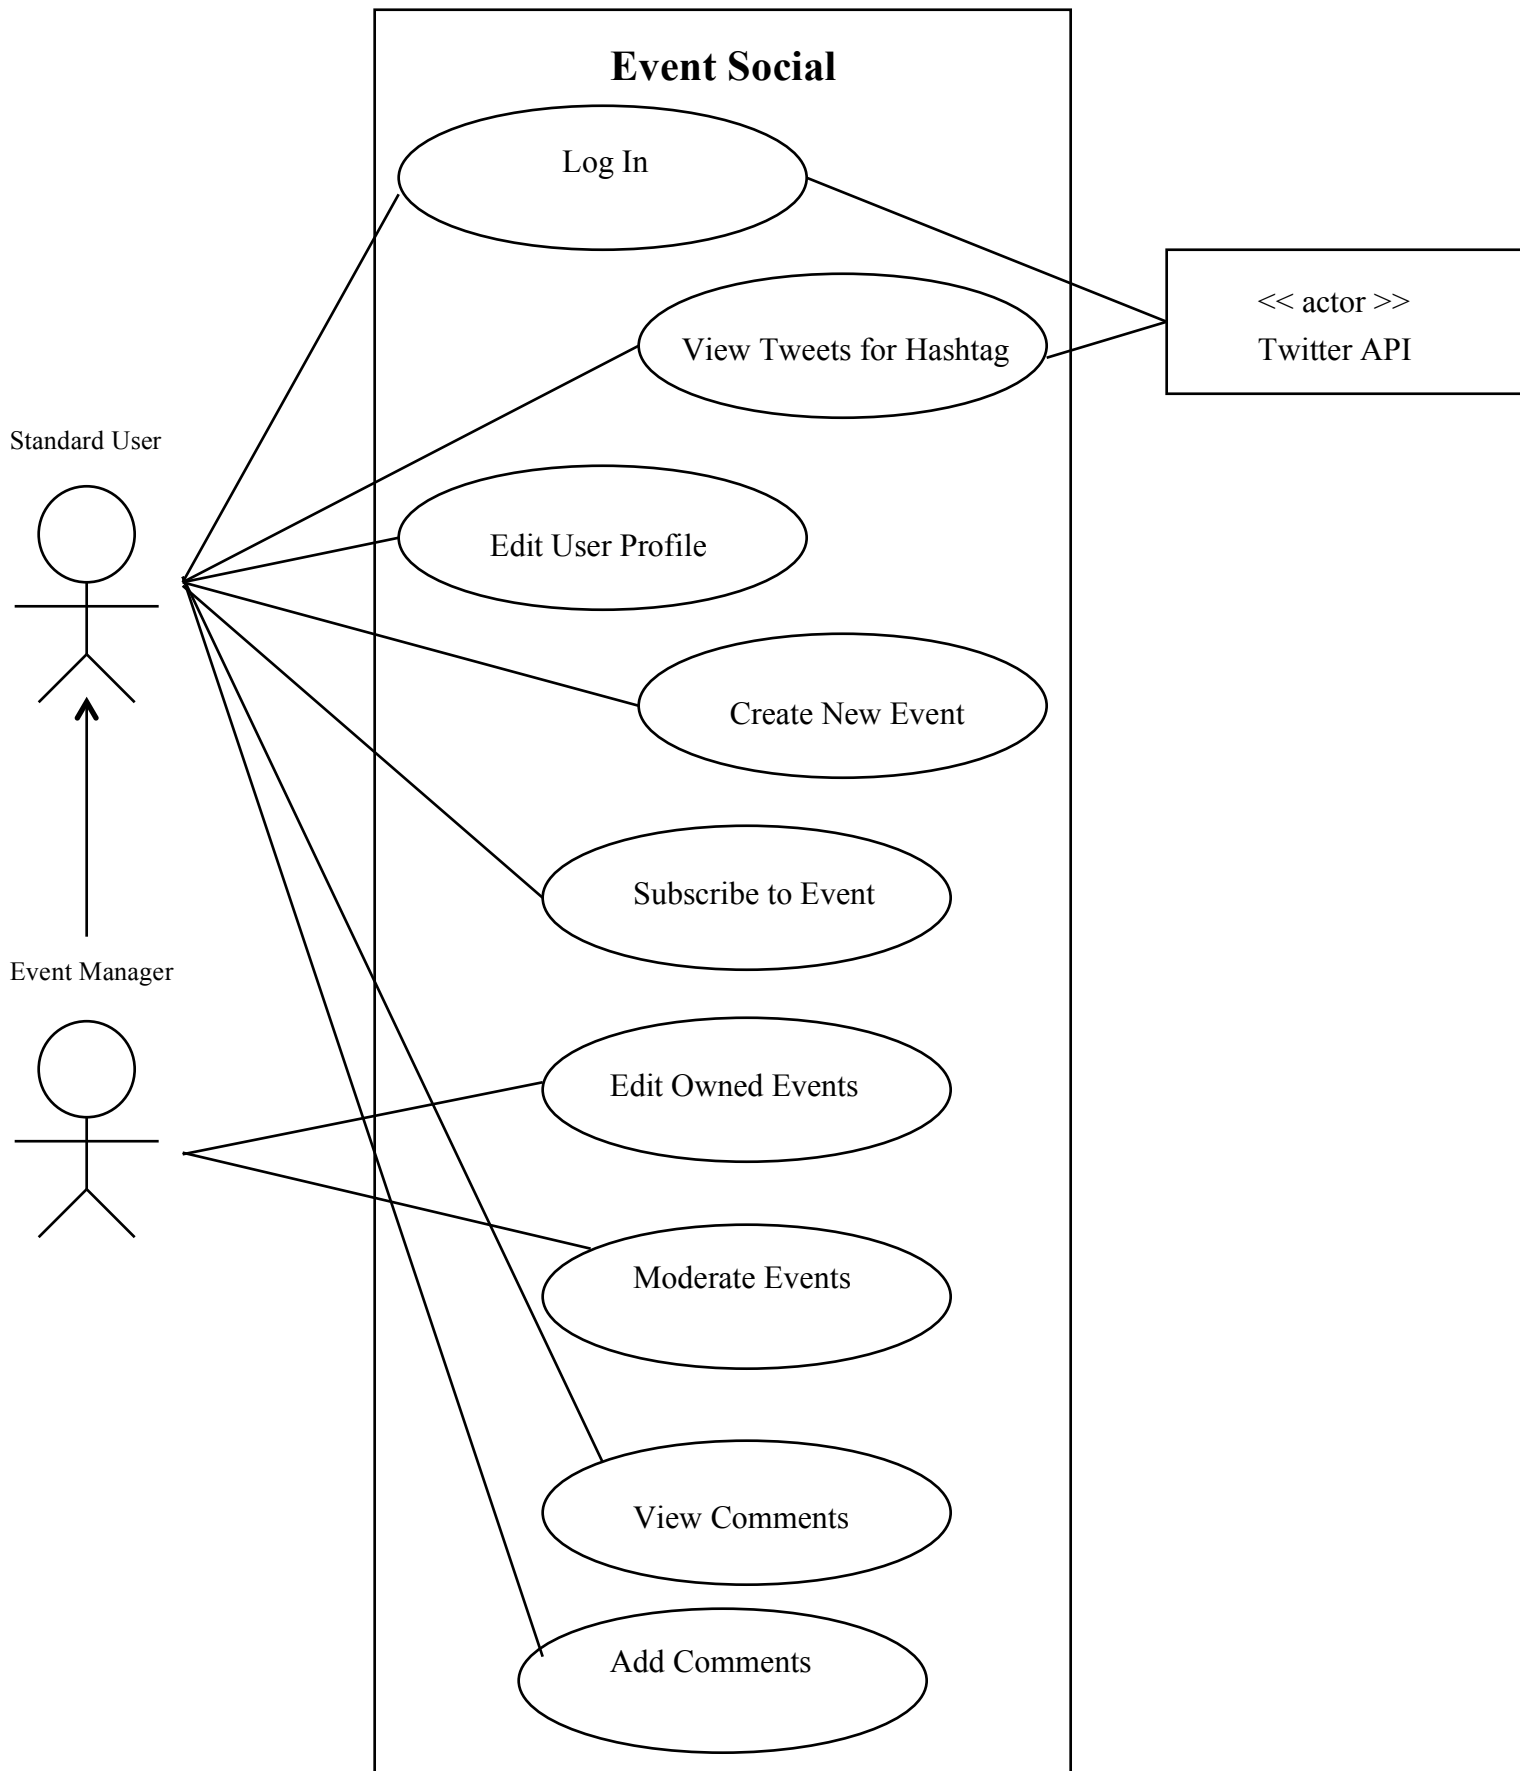 Event Social
Log In
<< actor >>
Twitter API
View Tweets for Hashtag
Standard User
Edit User Profile
Create New Event
Subscribe to Event
Event Manager
Edit Owned Events
Moderate Events
View Comments
Add Comments